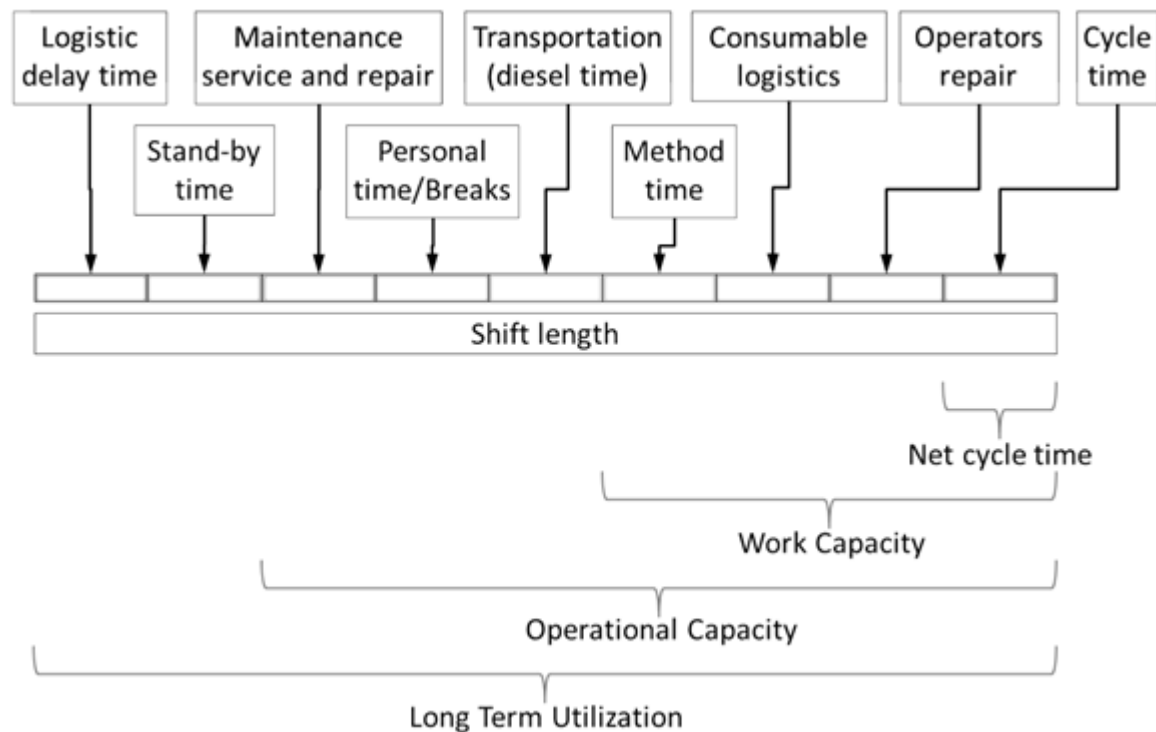 Logistic
delay time
Maintenance
service and repair
Transportation
(diesel time)
Consumable
logistics
Operators
repair
Cycle
time
Stand-by
time
Personal
time/Breaks
Method
time
Shift length
Net cycle time
Work Capacity
Operational Capacity
Long Term Utilization